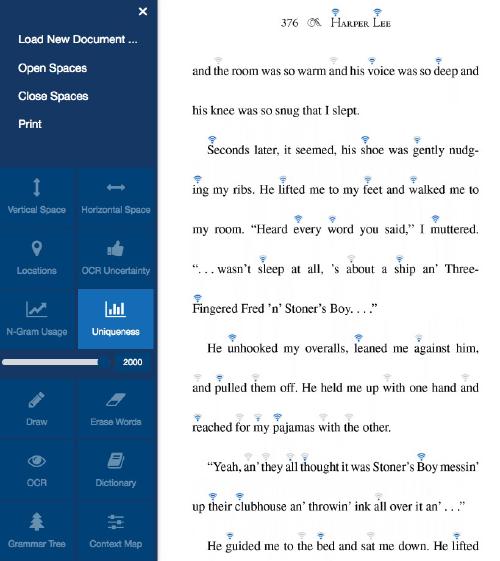 ×
Load New Document ...
Open Spaces
Close Spaces
Print
Vertical Space
Horizontal Space
Locations
OCR Uncertainty
N-Gram Usage
Uniqueness
2000
Draw
Erase Words
OCR
Dictionary
Grammar Tree
Context Map
376 HARPER LEE
and the room was so warm and his voice was so deep and
his knee was so snug that I slept.
Seconds later, it seemed, his shoe was gently nudg-
ing my ribs. He lifted me to my feet and walked me to
my room. “Heard every word you said,” I muttered.
“. . . wasn’t sleep at all, ’s about a ship an’ Three-
Fingered Fred ’n’ Stoner’s Boy. . . .”
He unhooked my overalls, leaned me against him,
and pulled them off. He held me up with one hand and
reached for my pajamas with the other.
“Yeah, an’ they all thought it was Stoner’s Boy messin’
up their clubhouse an’ throwin’ ink all over it an’ . . .”
He guided me to the bed and sat me down. He lifted